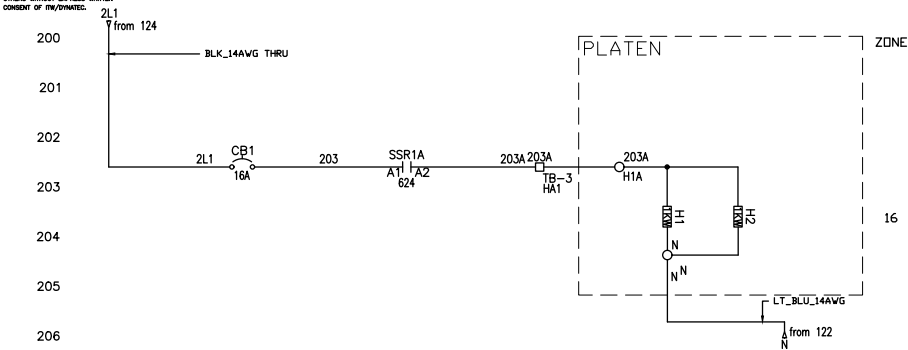 CONSENT OF ITW/DYNATEC.
2L1
from 124
200
BLK_14AWG THRU
PLATEN
ZONE
201
202
2L1
CB1
16A
203
SSR1A
A1 A2
624
203A
203A
TB-3
HA1
203A
H1A
203
H1
1KW
H2
1KW
16
204
N
N
N
205
LT_BLU_14AWG
206
from 122
N